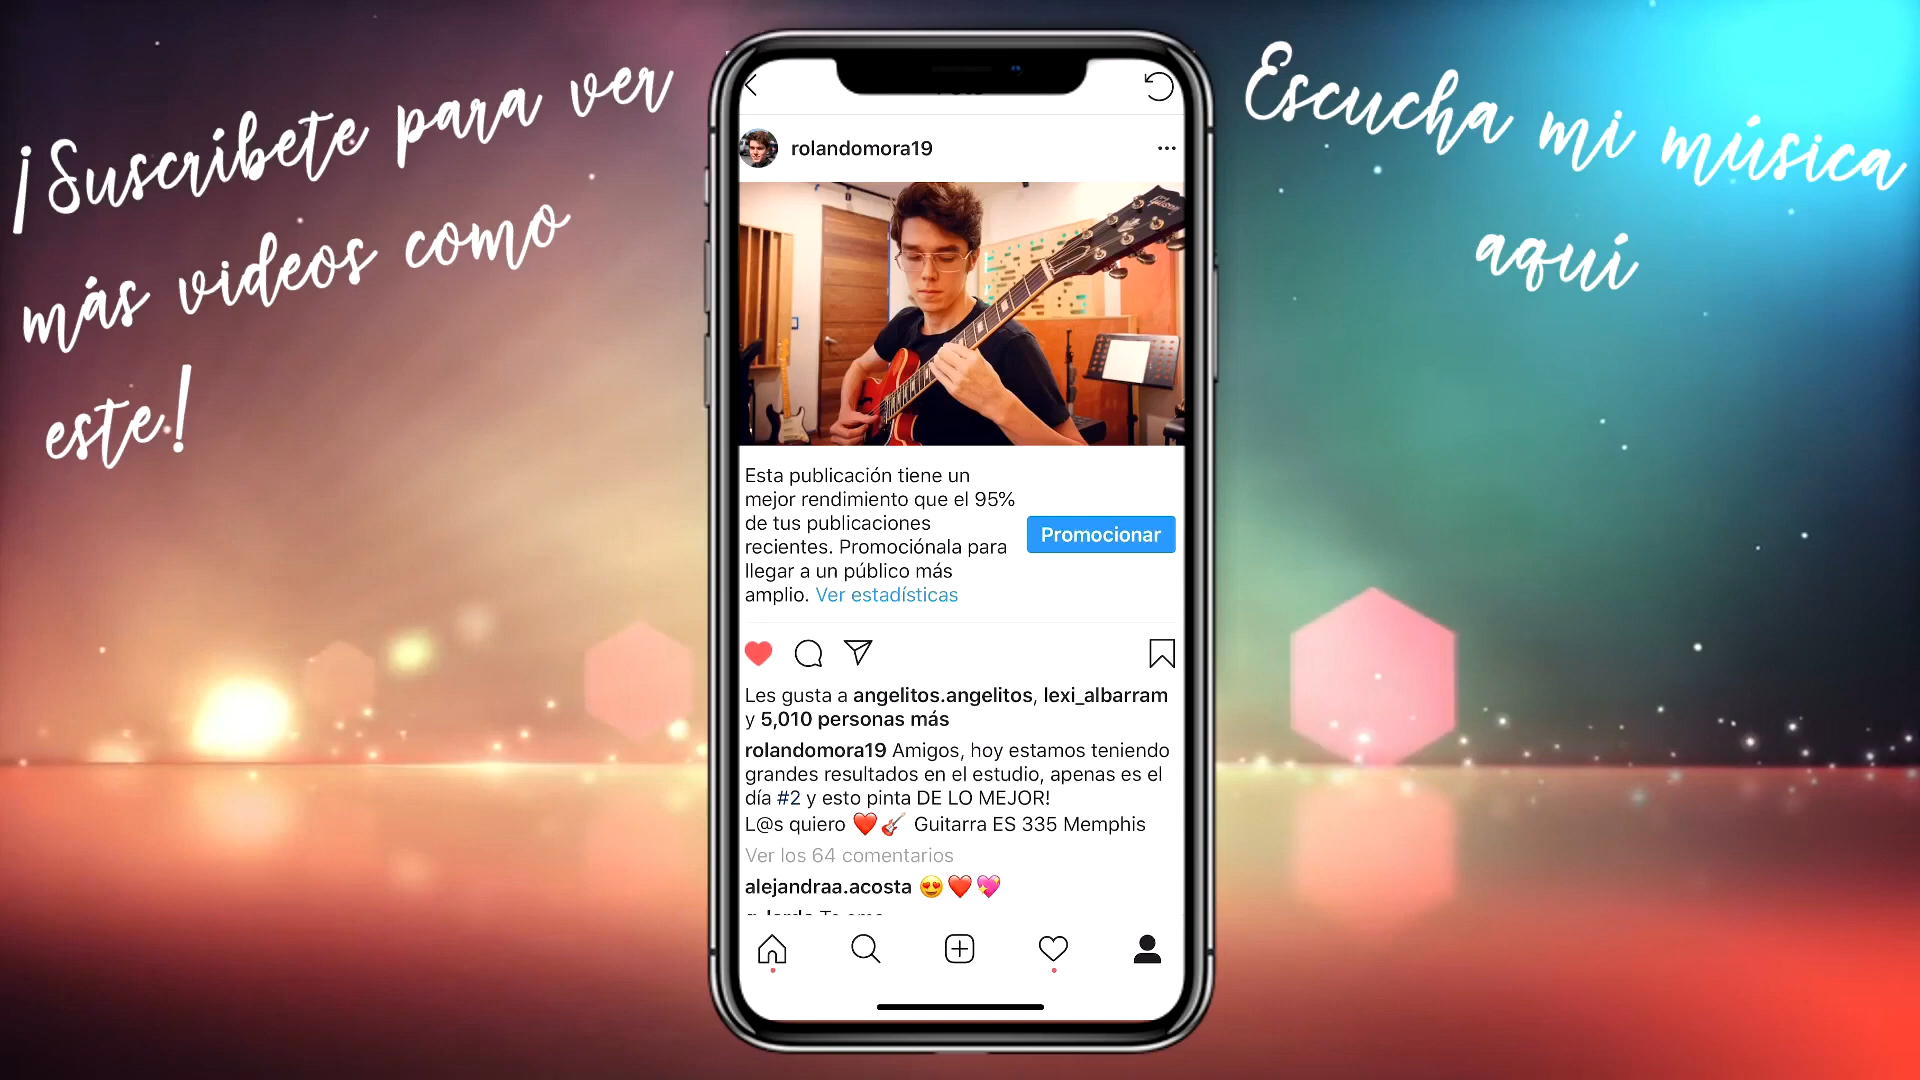 ¡Suscríbete para ver
más videos como
este!
Escucha mi música
aquí
rolandomora19
Gibson
Esta publicación tiene un
mejor rendimiento que el 95%
de tus publicaciones
recientes. Promociónala para
llegar a un público más
amplio. Ver estadísticas
Promocionar
Les gusta a angelitos.angelitos, lexi_albarram
y 5,010 personas más
rolandomora19 Amigos, hoy estamos teniendo
grandes resultados en el estudio, apenas es el
día #2 y esto pinta DE LO MEJOR!
L@s quiero ❤️🎸 Guitarra ES 335 Memphis
Ver los 64 comentarios
alejandraa.acosta 😍❤️💖